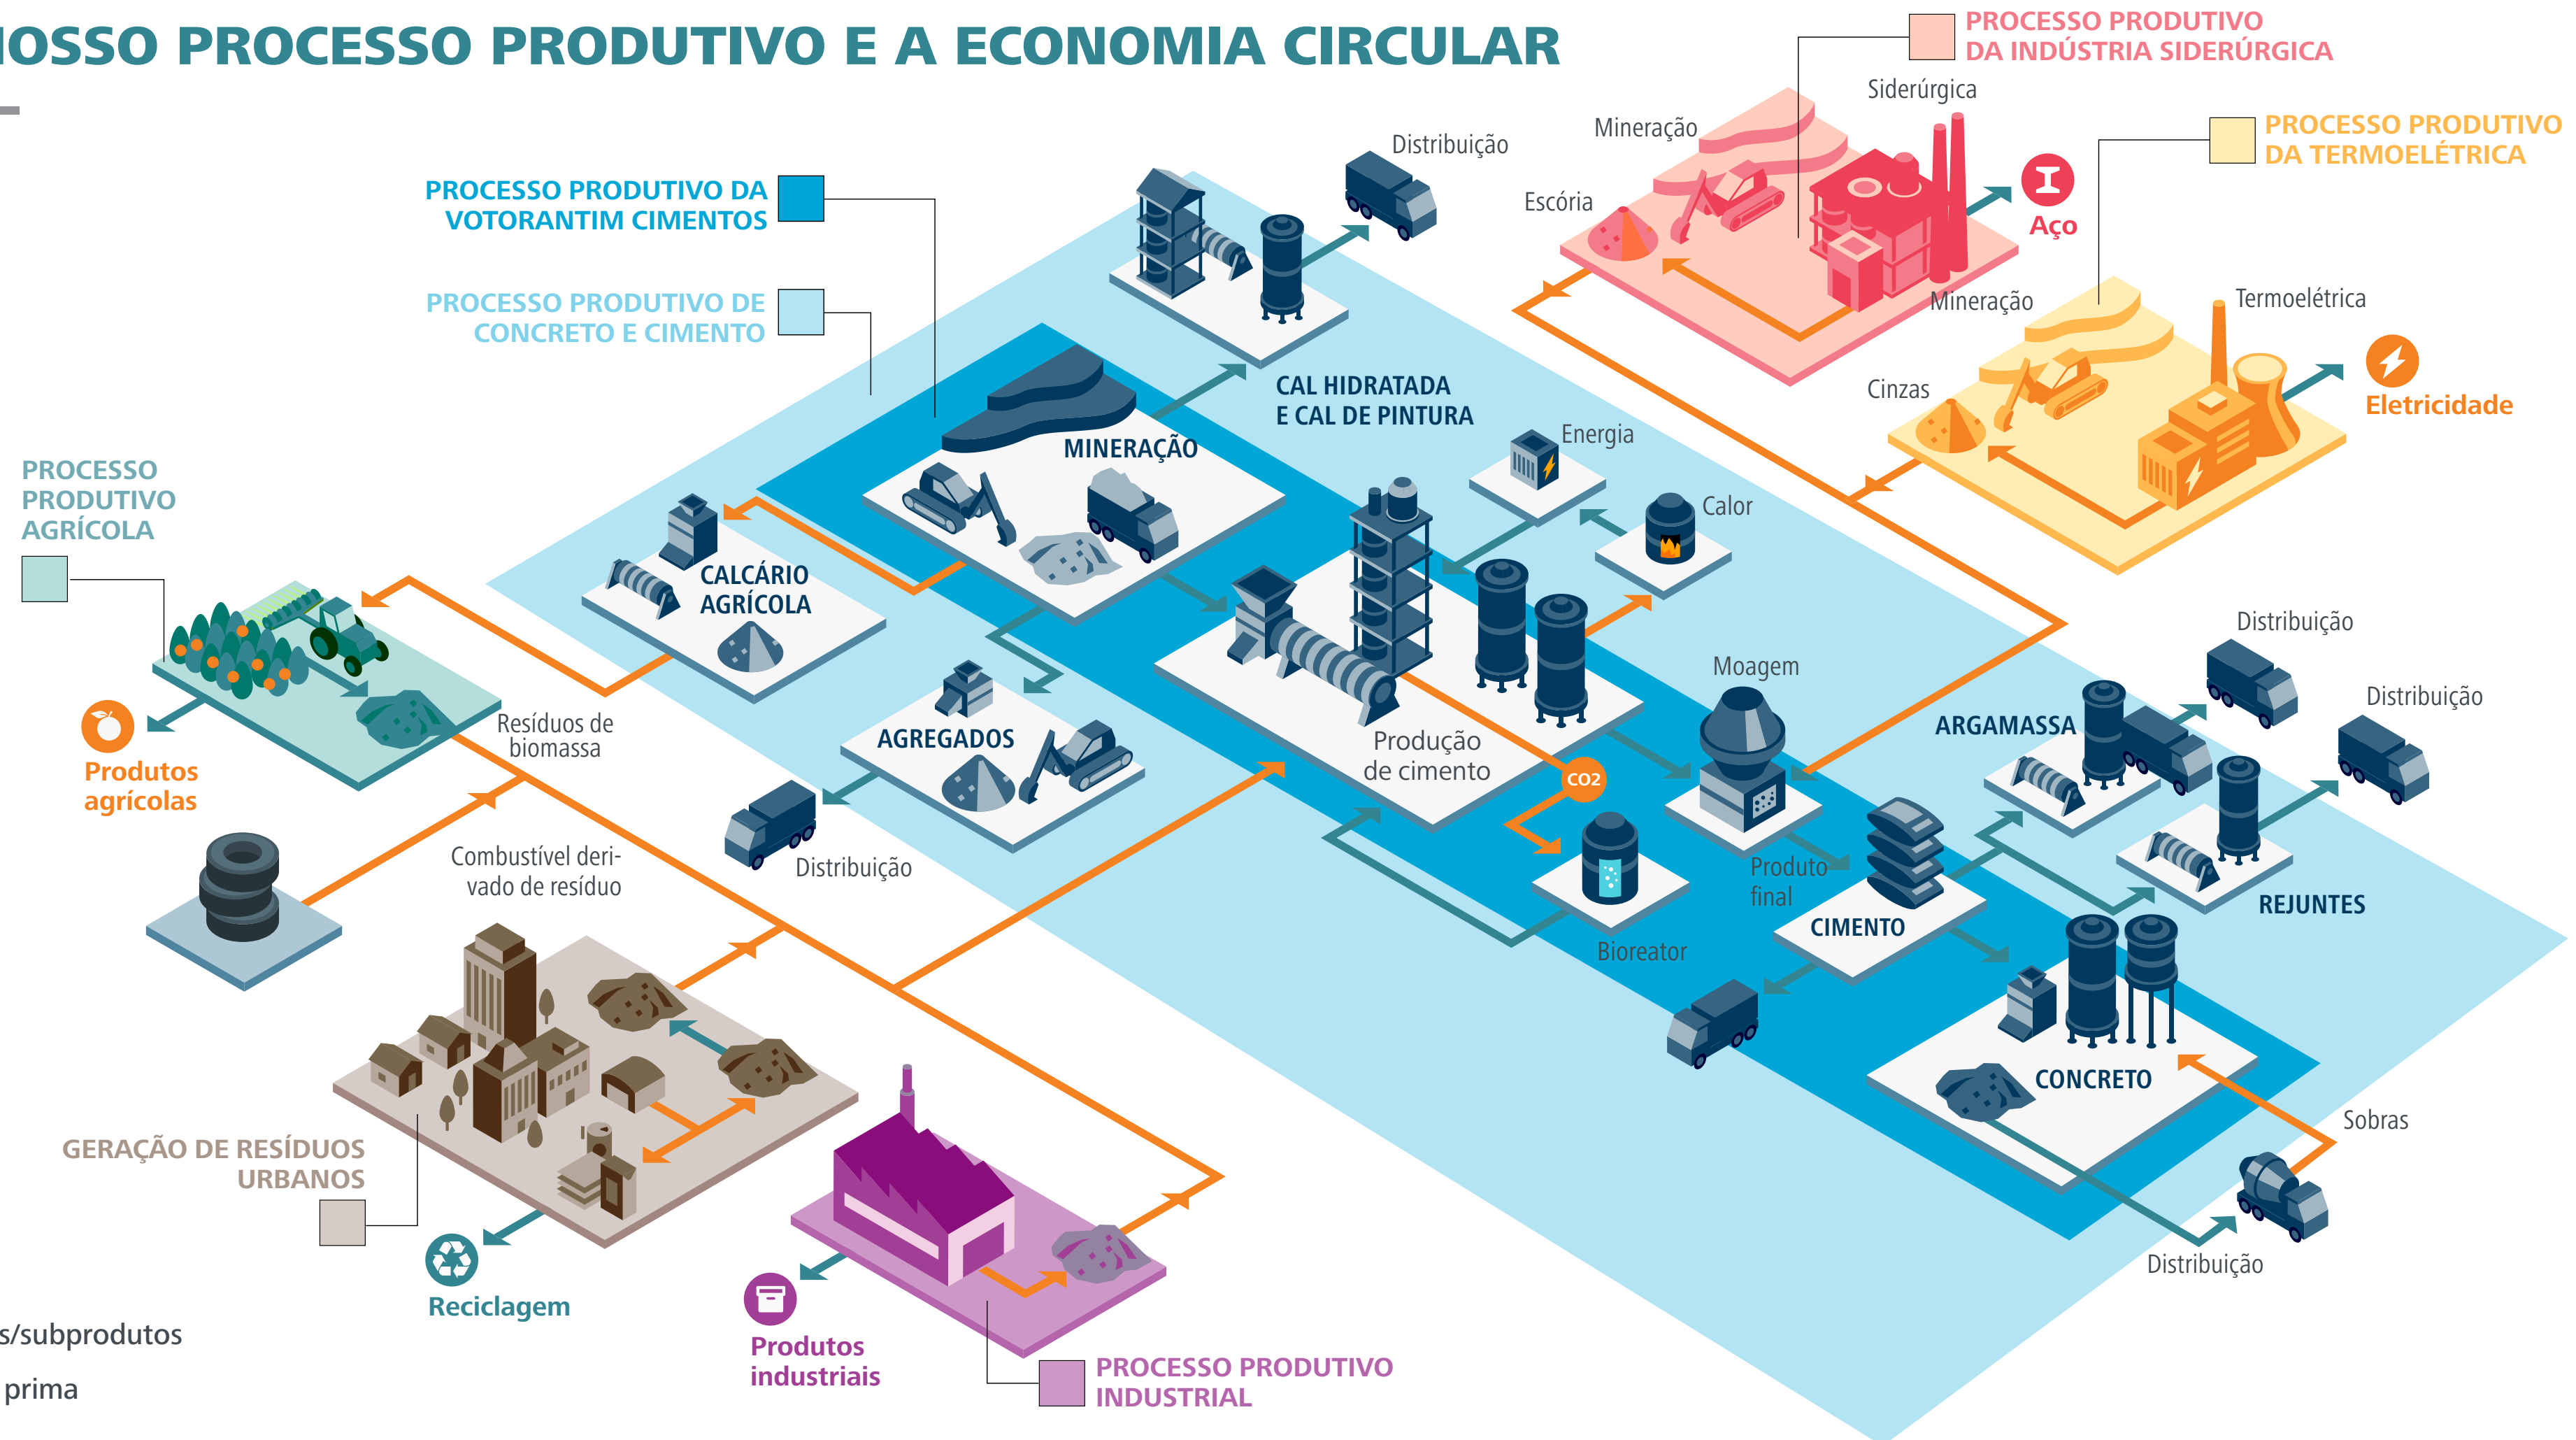 NOSSO PROCESSO PRODUTIVO E A ECONOMIA CIRCULAR
PROCESSO PRODUTIVO
DA INDÚSTRIA SIDERÚRGICA
Siderúrgica
Mineração
Escória
Aço
PROCESSO PRODUTIVO
DA TERMOELÉTRICA
Mineração
Termoelétrica
Cinzas
Eletricidade
Distribuição
PROCESSO PRODUTIVO DA
VOTORANTIM CIMENTOS
PROCESSO PRODUTIVO DE
CONCRETO E CIMENTO
CAL HIDRATADA
E CAL DE PINTURA
MINERAÇÃO
Energia
Calor
PROCESSO
PRODUTIVO
AGRÍCOLA
CALCÁRIO
AGRÍCOLA
Produtos
agrícolas
Resíduos de
biomassa
AGREGADOS
Distribuição
Produção
de cimento
CO2
Moagem
Bioreator
Produto
final
CIMENTO
ARGAMASSA
Distribuição
Distribuição
REJUNTES
CONCRETO
Sobras
Distribuição
Combustível deri-
vado de resíduo
GERAÇÃO DE RESÍDUOS
URBANOS
Reciclagem
Produtos
industriais
PROCESSO PRODUTIVO
INDUSTRIAL
s/subprodutos
prima